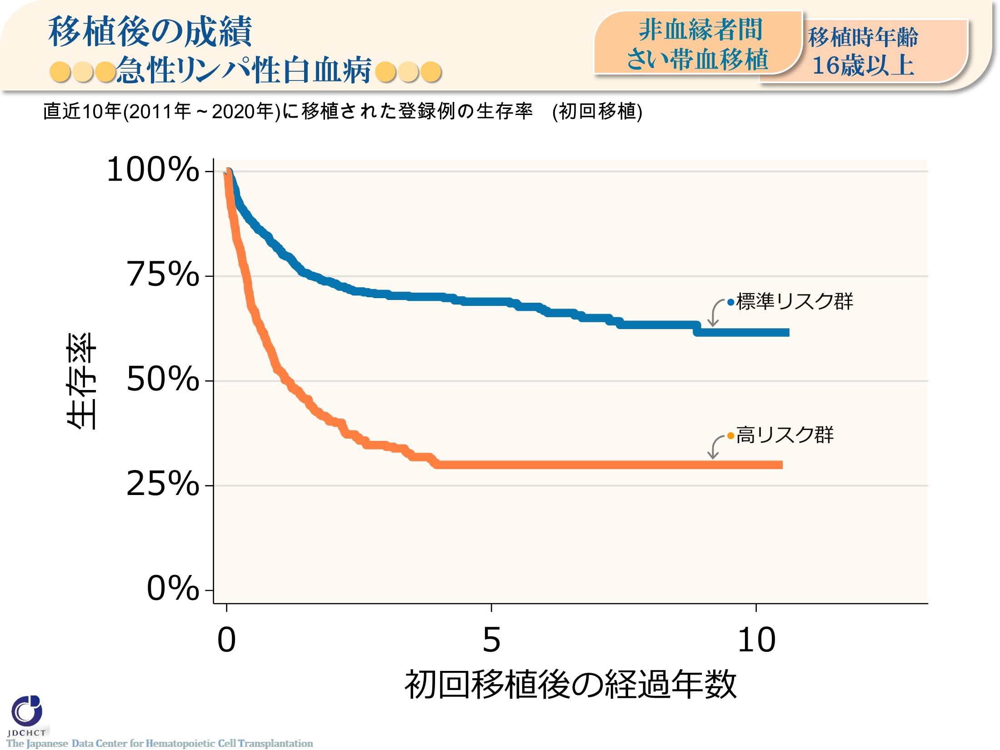 移植後の成績
急性リンパ性白血病
非血縁者間
さい帯血移植
移植時年齢
16歳以上
直近10年(2011年～2020年)に移植された登録例の生存率　(初回移植)
100%
75%
50%
25%
0%
生存率
標準リスク群
高リスク群
0 5 10
初回移植後の経過年数
JDCHCT
The Japanese Data Center for Hematopoietic Cell Transplantation